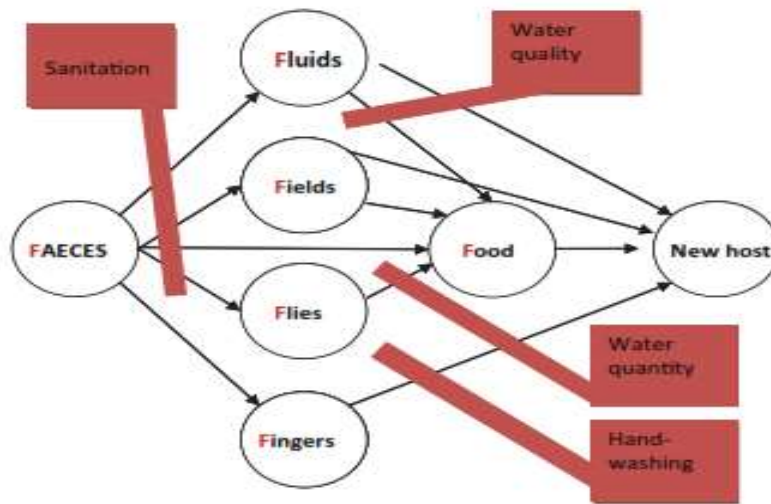 Sanitation
Fluids
Water
quality
Fields
FAECES
Food
New host
Flies
Water
quantity
Fingers
Hand-
washing